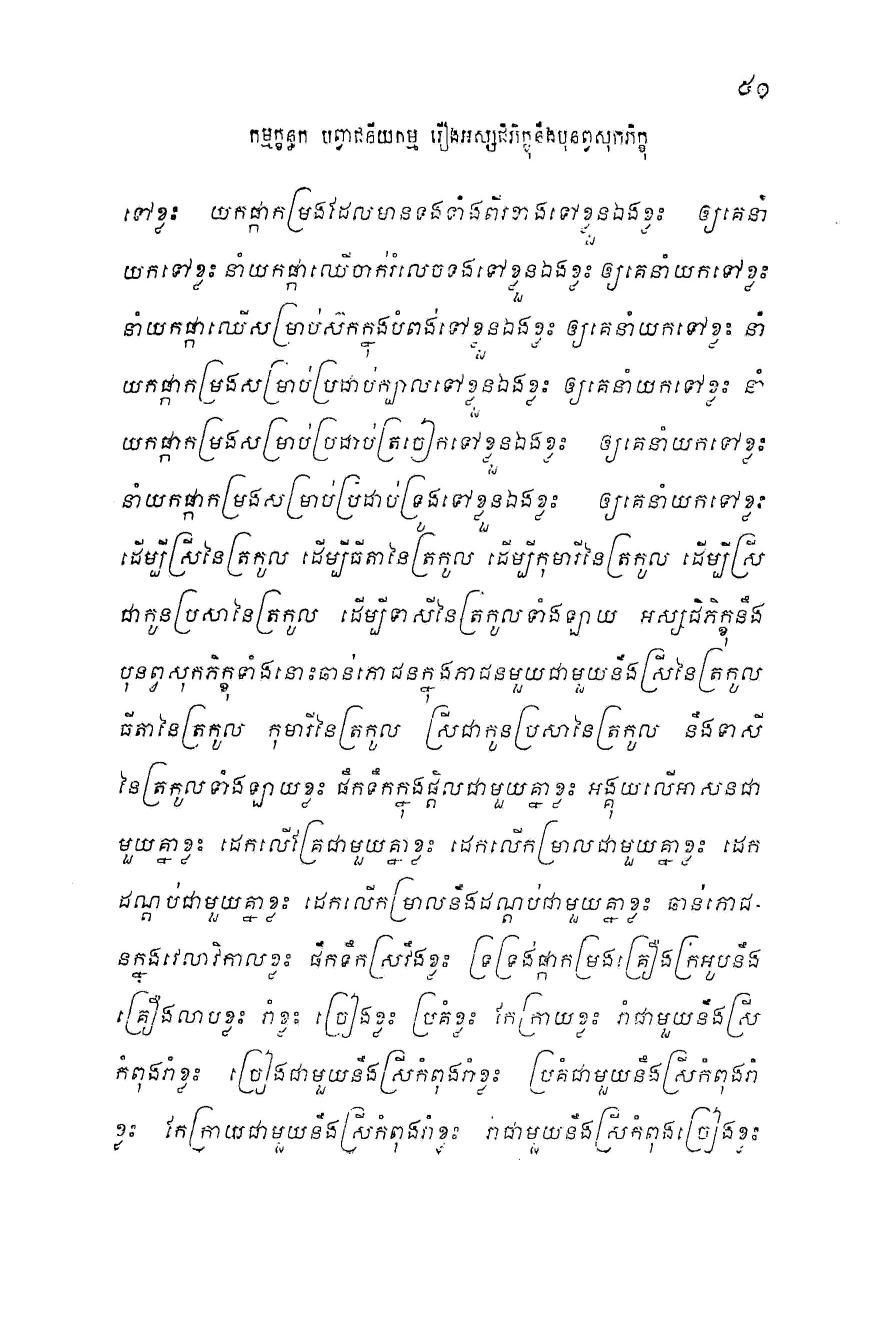 ៥១
កម្មក្ខន្ធក បព្វាជនីយកម្ម រឿងអស្សជិភិក្ខុនឹងបុនព្វសុកភិក្ខុ
ទៅខ្លះ យកផ្កាកម្រងដែលមានទងទាំងពីរខាងទៅខ្លួនឯងខ្លះ ឲ្យគេនាំ
យកទៅខ្លះ នាំយកផ្កាឈើចាក់រំលេចទងទៅខ្លួនឯងខ្លះ ឲ្យគេនាំយកទៅខ្លះ
នាំយកផ្កាឈើសម្រាប់ស៊កក្នុងបំពង់ទៅខ្លួនឯងខ្លះ ឲ្យគេនាំយកទៅខ្លះ នាំ
យកផ្កាកម្រងសម្រាប់ប្រដាប់ក្បាលទៅខ្លួនឯងខ្លះ ឲ្យគេនាំយកទៅខ្លះ នាំ
យកផ្កាកម្រងសម្រាប់ប្រដាប់ត្រចៀកទៅខ្លួនឯងខ្លះ ឲ្យគេនាំយកទៅខ្លះ
នាំយកផ្កាកម្រងសម្រាប់ប្រដាប់ទ្រូងទៅខ្លួនឯងខ្លះ ឲ្យគេនាំយកទៅខ្លះ
ដើម្បីស្រីនៃត្រកូល ដើម្បីធីតានៃត្រកូល ដើម្បីកុមារីនៃត្រកូល ដើម្បីស្រី
ជាកូនប្រសានៃត្រកូល ដើម្បីទាសីនៃត្រកូលទាំងឡាយ អស្សជិភិក្ខុនឹង
បុនព្វសុកភិក្ខុទាំងនោះឆាន់ភោជនក្នុងភាជនមួយជាមួយនឹងស្រីនៃត្រកូល
ធីតានៃត្រកូល កុមារីនៃត្រកូល ស្រីជាកូនប្រសានៃត្រកូល នឹងទាសី
នៃត្រកូលទាំងឡាយខ្លះ ផឹកទឹកក្នុងផ្តិលជាមួយគ្នាខ្លះ អង្គុយលើអាសនជា
មួយគ្នាខ្លះ ដេកលើគ្រែជាមួយគ្នាខ្លះ ដេកលើកម្រាលជាមួយគ្នាខ្លះ ដេក
ដណ្តប់ជាមួយគ្នាខ្លះ ដេកលើកម្រាលនឹងដណ្តប់ជាមួយគ្នាខ្លះ ឆាន់ភោជ-
នក្នុងវេលាវិកាលខ្លះ ផឹកទឹកស្រវឹងខ្លះ ទ្រទ្រង់ផ្កាកម្រងគ្រឿងក្រអូបនឹង
គ្រឿងលាបខ្លះ រាំខ្លះ ច្រៀងខ្លះ ប្រគំខ្លះ កែក្រាយខ្លះ រាំជាមួយនឹងស្រី
កំពុងរាំខ្លះ ច្រៀងជាមួយនឹងស្រីកំពុងរាំខ្លះ ប្រគំជាមួយនឹងស្រីកំពុងរាំ
ខ្លះ កែក្រាយជាមួយនឹងស្រីកំពុងរាំខ្លះ រាំជាមួយនឹងស្រីកំពុងច្រៀងខ្លះ